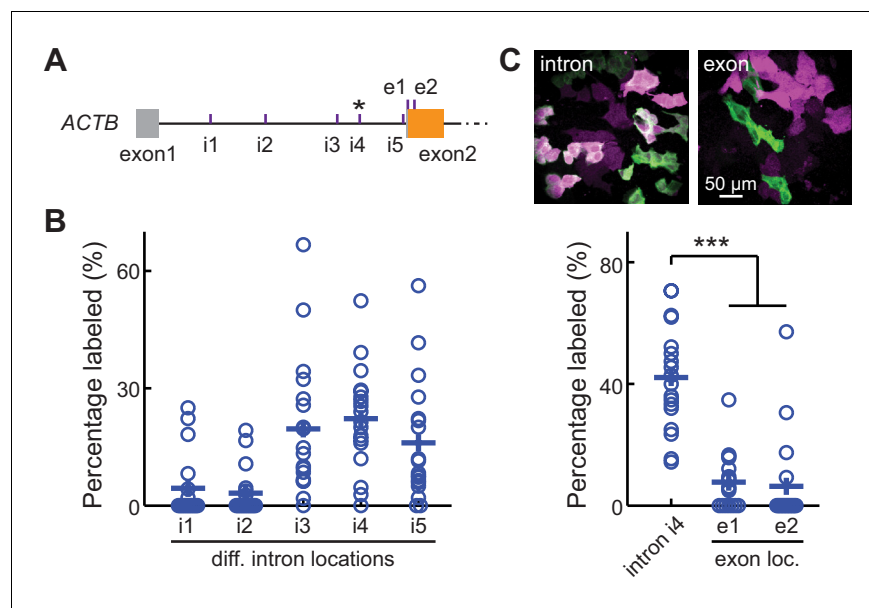 A
e1 e2
*
ACTB
exon1 i1 i2 i3 i4 i5 exon2
C
intron exon
50 µm
B
Percentage labeled (%)
60
30
0
i1 i2 i3 i4 i5
diff. intron locations
Percentage labeled (%)
80
40
0
***
intron i4 e1 e2
exon loc.